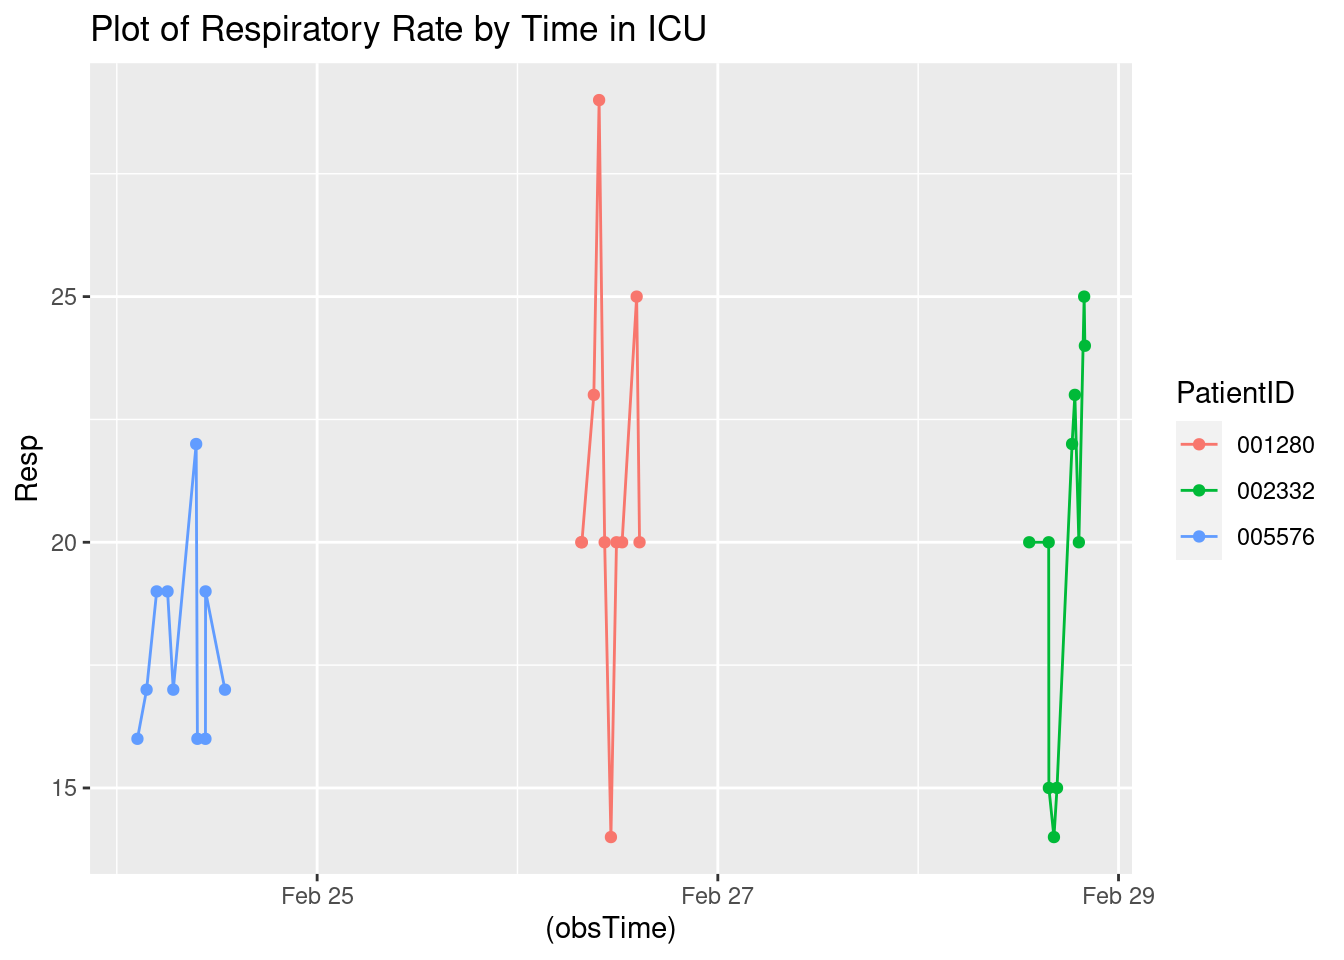 Plot of Respiratory Rate by Time in ICU
Resp
25
20
15
Feb 25
Feb 27
Feb 29
(obsTime)
PatientID
001280
002332
005576